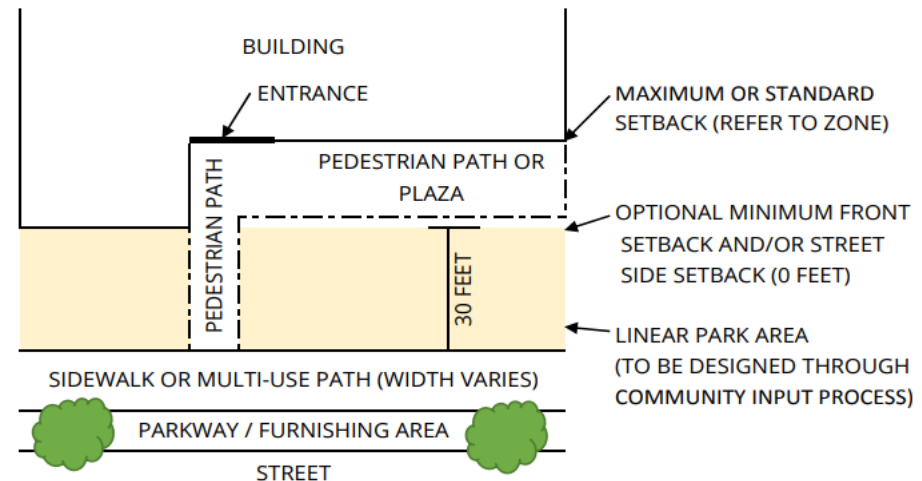 BUILDING
ENTRANCE
MAXIMUM OR STANDARD
SETBACK (REFER TO ZONE)
PEDESTRIAN PATH OR
PLAZA
PEDESTRIAN PATH
OPTIONAL MINIMUM FRONT
SETBACK AND/OR STREET
SIDE SETBACK (0 FEET)
30 FEET
LINEAR PARK AREA
(TO BE DESIGNED THROUGH
COMMUNITY INPUT PROCESS)
SIDEWALK OR MULTI-USE PATH (WIDTH VARIES)
PARKWAY / FURNISHING AREA
STREET